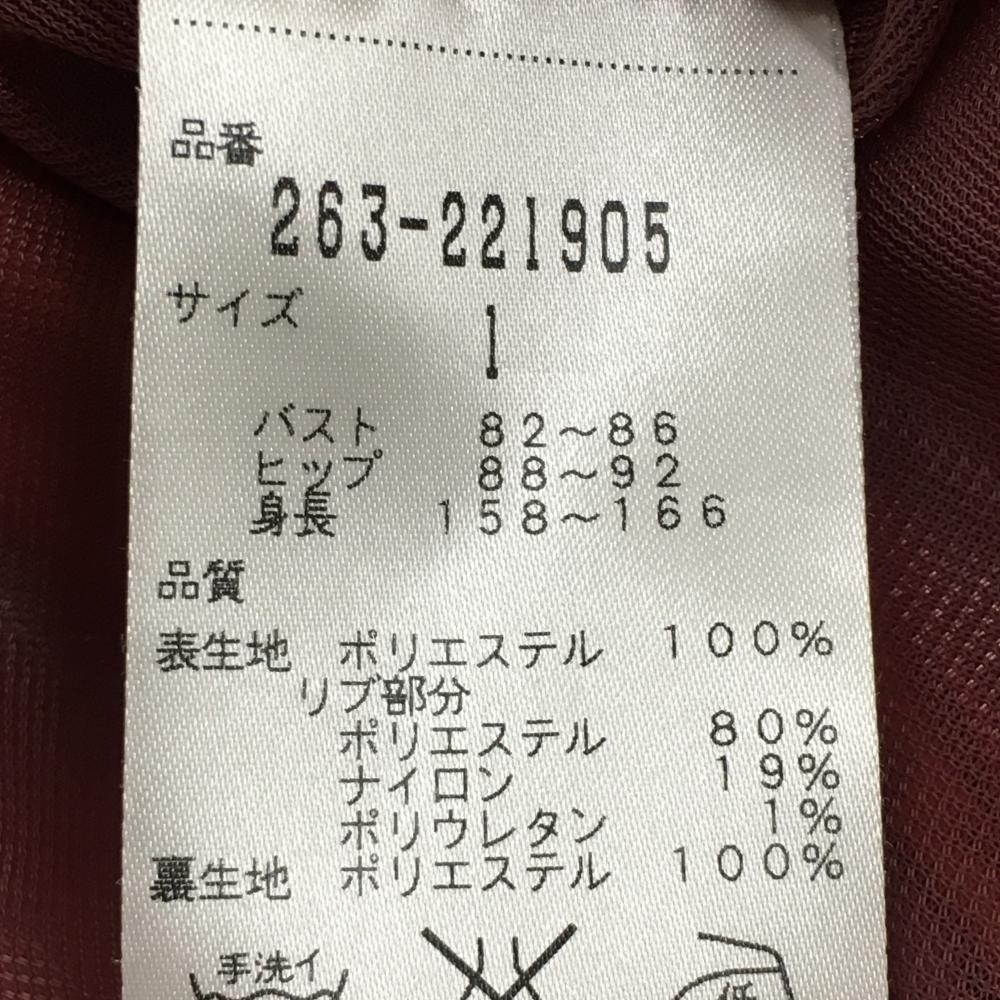 品番
263-221905
サイズ
1
バスト 82～86
ヒップ 88～92
身長 158～166
品質
表生地 ポリエステル 100%
リブ部分
ポリエステル 80%
ナイロン 19%
ポリウレタン 1%
裏生地 ポリエステル 100%
手洗イ
低